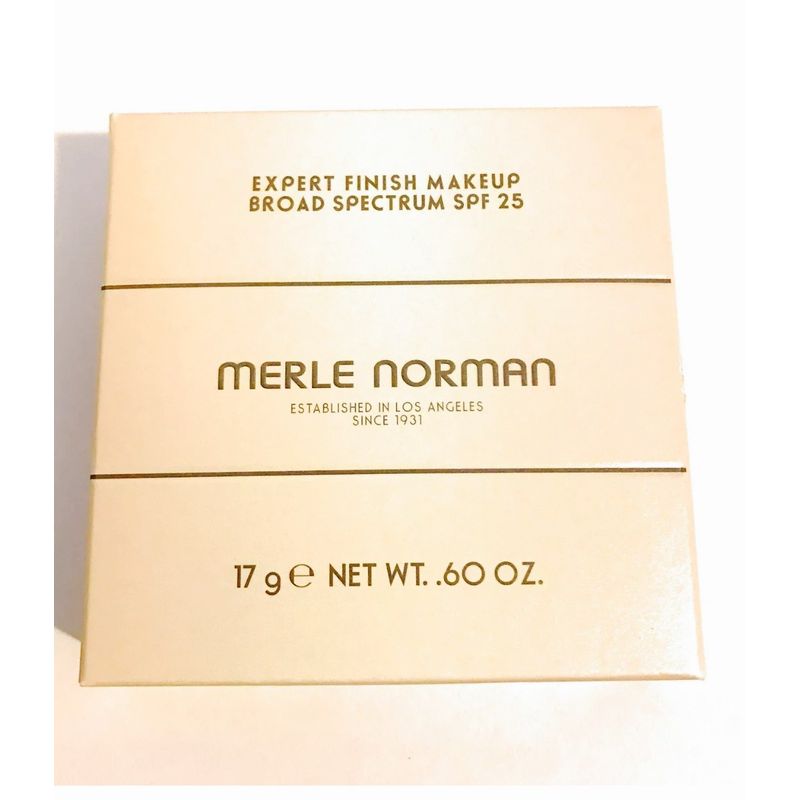 EXPERT FINISH MAKEUP
BROAD SPECTRUM SPF 25
MERLE NORMAN
ESTABLISHED IN LOS ANGELES
SINCE 1931
17 g ℮ NET WT. .60 OZ.